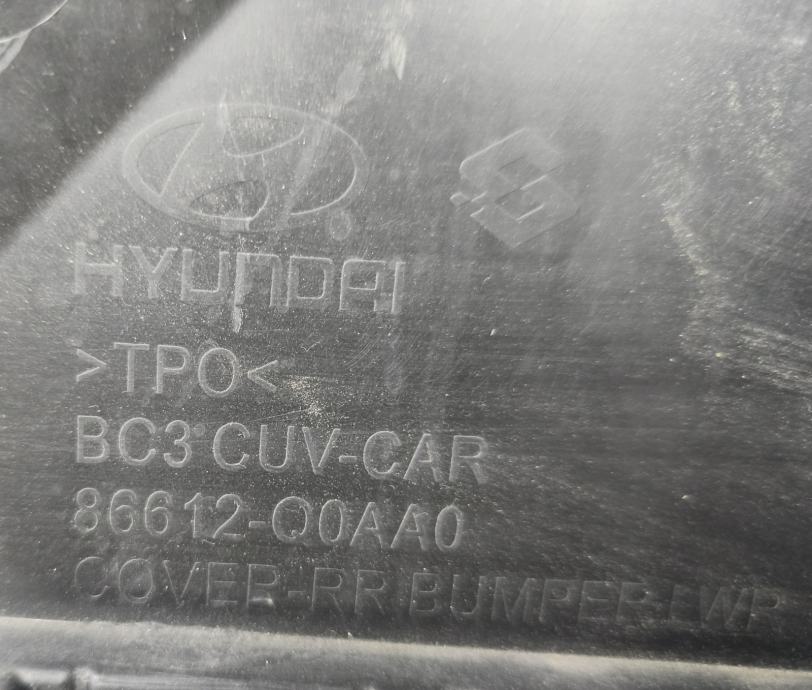 HYUNDAI
>TPO<
BC3 CUV-CAR
86612-Q0AA0
COVER-RR BUMPER LWR